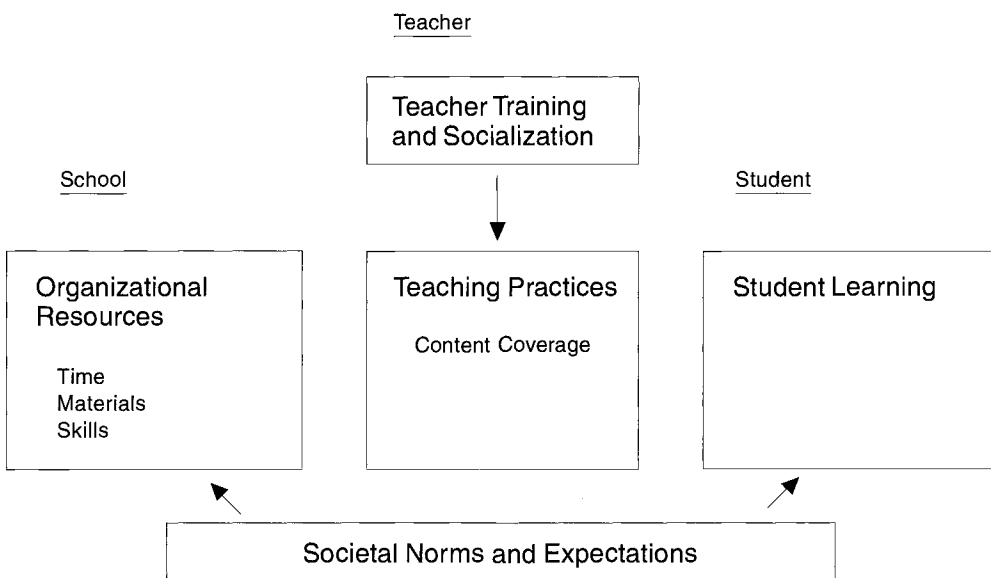 Teacher
Teacher Training
and Socialization
School
Student
Organizational
Resources
Time
Materials
Skills
Teaching Practices
Content Coverage
Student Learning
Societal Norms and Expectations